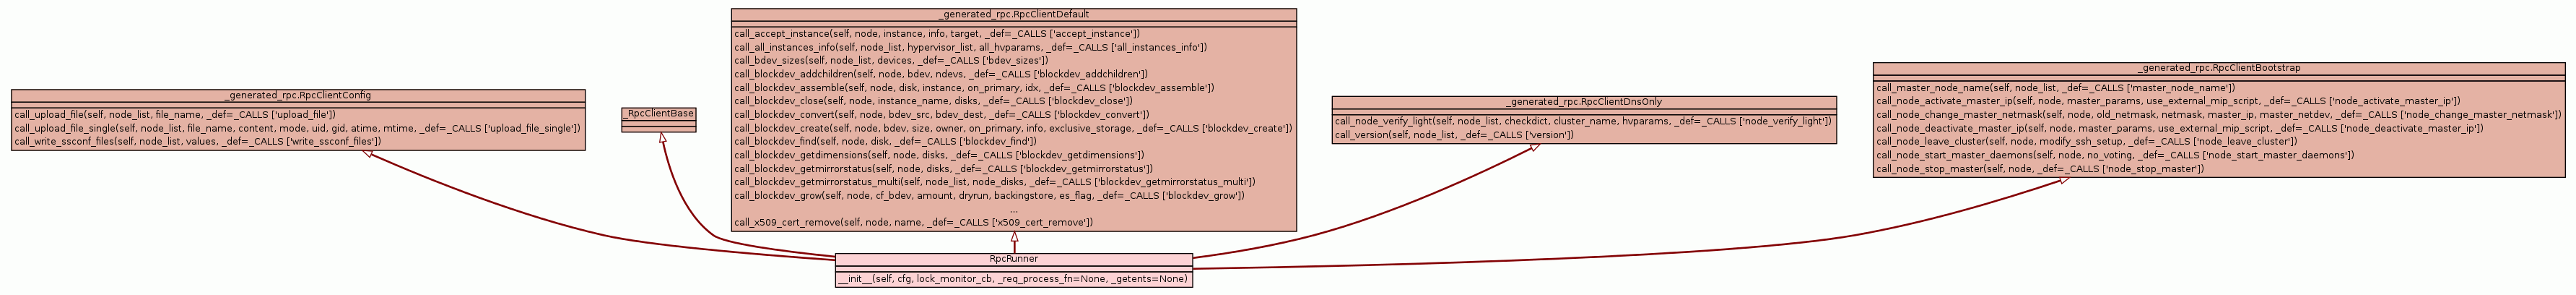 _generated_rpc.RpcClientConfig
call_upload_file(self, node_list, file_name, _def=_CALLS ['upload_file'])
call_upload_file_single(self, node_list, file_name, content, mode, uid, gid, atime, mtime, _def=_CALLS ['upload_file_single'])
call_write_ssconf_files(self, node_list, values, _def=_CALLS ['write_ssconf_files'])
_RpcClientBase
_generated_rpc.RpcClientDefault
call_accept_instance(self, node, instance, info, target, _def=_CALLS ['accept_instance'])
call_all_instances_info(self, node_list, hypervisor_list, all_hvparams, _def=_CALLS ['all_instances_info'])
call_bdev_sizes(self, node_list, devices, _def=_CALLS ['bdev_sizes'])
call_blockdev_addchildren(self, node, bdev, ndevs, _def=_CALLS ['blockdev_addchildren'])
call_blockdev_assemble(self, node, disk, instance, on_primary, idx, _def=_CALLS ['blockdev_assemble'])
call_blockdev_close(self, node, instance_name, disks, _def=_CALLS ['blockdev_close'])
call_blockdev_convert(self, node, bdev_src, bdev_dest, _def=_CALLS ['blockdev_convert'])
call_blockdev_create(self, node, bdev, size, owner, on_primary, info, exclusive_storage, _def=_CALLS ['blockdev_create'])
call_blockdev_find(self, node, disk, _def=_CALLS ['blockdev_find'])
call_blockdev_getdimensions(self, node, disks, _def=_CALLS ['blockdev_getdimensions'])
call_blockdev_getmirrorstatus(self, node, disks, _def=_CALLS ['blockdev_getmirrorstatus'])
call_blockdev_getmirrorstatus_multi(self, node_list, node_disks, _def=_CALLS ['blockdev_getmirrorstatus_multi'])
call_blockdev_grow(self, node, cf_bdev, amount, dryrun, backingstore, es_flag, _def=_CALLS ['blockdev_grow'])
...
call_x509_cert_remove(self, node, name, _def=_CALLS ['x509_cert_remove'])
_generated_rpc.RpcClientDnsOnly
call_node_verify_light(self, node_list, checkdict, cluster_name, hvparams, _def=_CALLS ['node_verify_light'])
call_version(self, node_list, _def=_CALLS ['version'])
_generated_rpc.RpcClientBootstrap
call_master_node_name(self, node_list, _def=_CALLS ['master_node_name'])
call_node_activate_master_ip(self, node, master_params, use_external_mip_script, _def=_CALLS ['node_activate_master_ip'])
call_node_change_master_netmask(self, node, old_netmask, netmask, master_ip, master_netdev, _def=_CALLS ['node_change_master_netmask'])
call_node_deactivate_master_ip(self, node, master_params, use_external_mip_script, _def=_CALLS ['node_deactivate_master_ip'])
call_node_leave_cluster(self, node, modify_ssh_setup, _def=_CALLS ['node_leave_cluster'])
call_node_start_master_daemons(self, node, no_voting, _def=_CALLS ['node_start_master_daemons'])
call_node_stop_master(self, node, _def=_CALLS ['node_stop_master'])
RpcRunner
__init__(self, cfg, lock_monitor_cb, _req_process_fn=None, _getents=None)